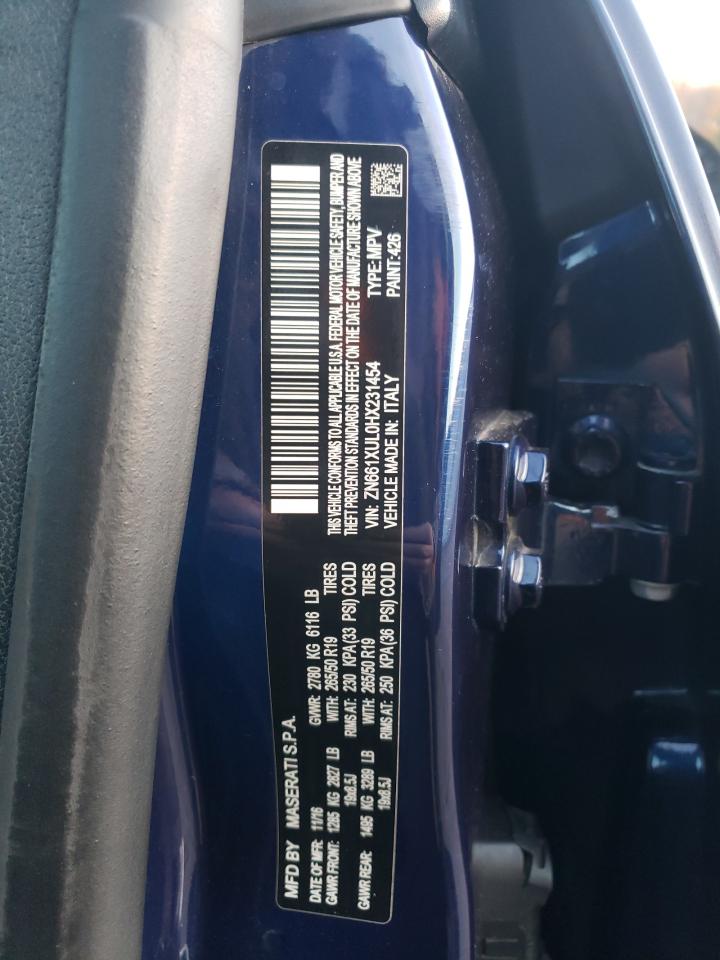 MFD BY MASERATI S.P.A.
DATE OF MFR: 11/16 GVWR: 2780 KG 6116 LB
GAWR FRONT: 1285 KG 2827 LB WITH: 265/50 R19 TIRES
19x8.5J RIMS AT: 230 KPA(33 PSI) COLD
GAWR REAR: 1495 KG 3289 LB WITH: 265/50 R19 TIRES
19x8.5J RIMS AT: 250 KPA(36 PSI) COLD
THIS VEHICLE CONFORMS TO ALL APPLICABLE U.S.A. FEDERAL MOTOR VEHICLE SAFETY, BUMPER AND
THEFT PREVENTION STANDARDS IN EFFECT ON THE DATE OF MANUFACTURE SHOWN ABOVE
VIN: ZN661XUL0HX231454 TYPE: MPV
VEHICLE MADE IN: ITALY PAINT: 426